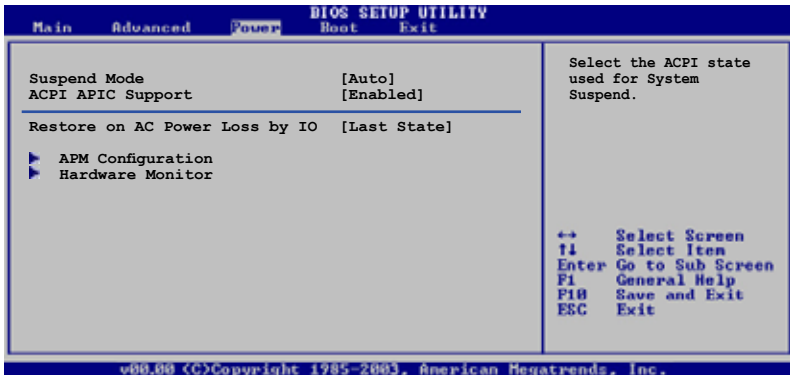 BIOS SETUP UTILITY
Main Advanced Power Boot Exit
Suspend Mode [Auto]
ACPI APIC Support [Enabled]
Restore on AC Power Loss by IO [Last State]
APM Configuration
Hardware Monitor
Select the ACPI state
used for System
Suspend.
↔ Select Screen
↑↓ Select Item
Enter Go to Sub Screen
F1 General Help
F10 Save and Exit
ESC Exit
v00.00 (C)Copyright 1985-2003, American Megatrends, Inc.